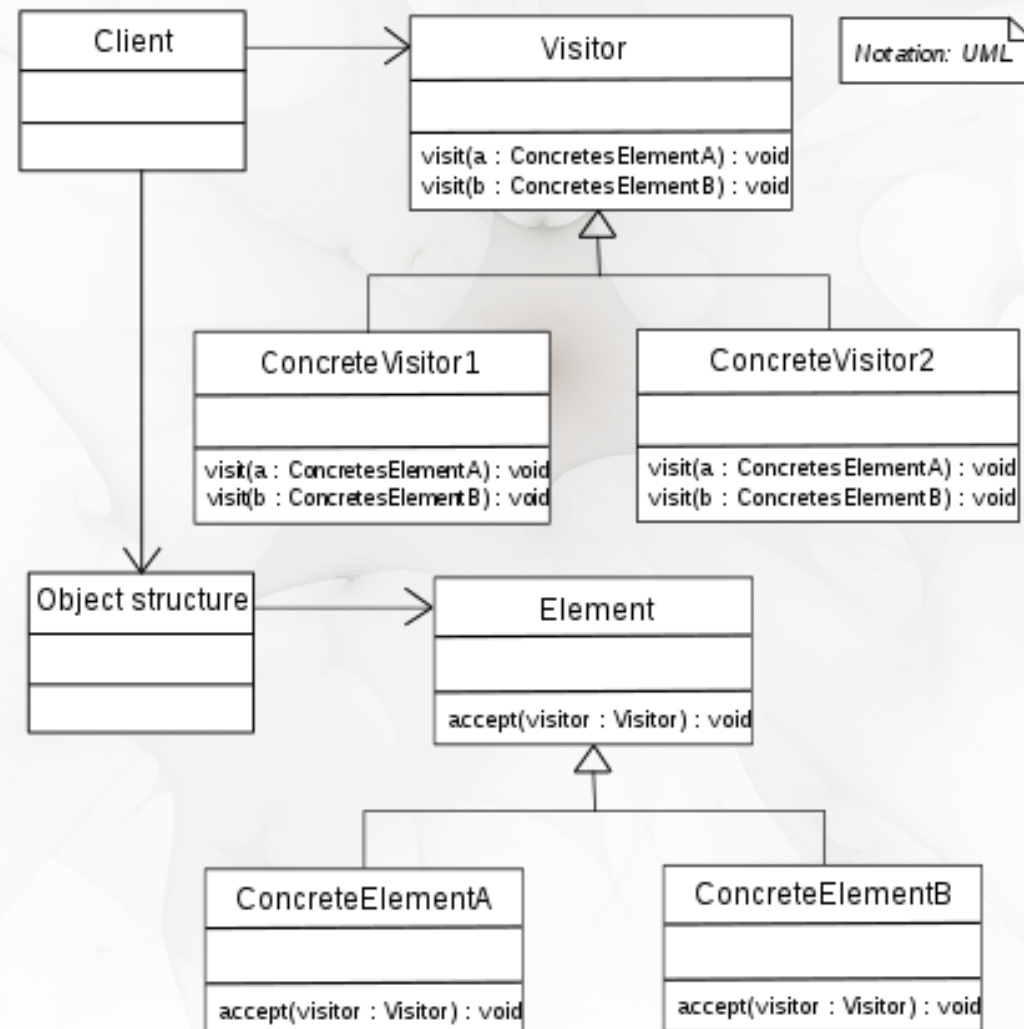 Client
Visitor
Notation: UML
visit(a : ConcretesElementA) : void
visit(b : ConcretesElementB) : void
ConcreteVisitor1
visit(a : ConcretesElementA) : void
visit(b : ConcretesElementB) : void
ConcreteVisitor2
visit(a : ConcretesElementA) : void
visit(b : ConcretesElementB) : void
Object structure
Element
accept(visitor : Visitor) : void
ConcreteElementA
accept(visitor : Visitor) : void
ConcreteElementB
accept(visitor : Visitor) : void